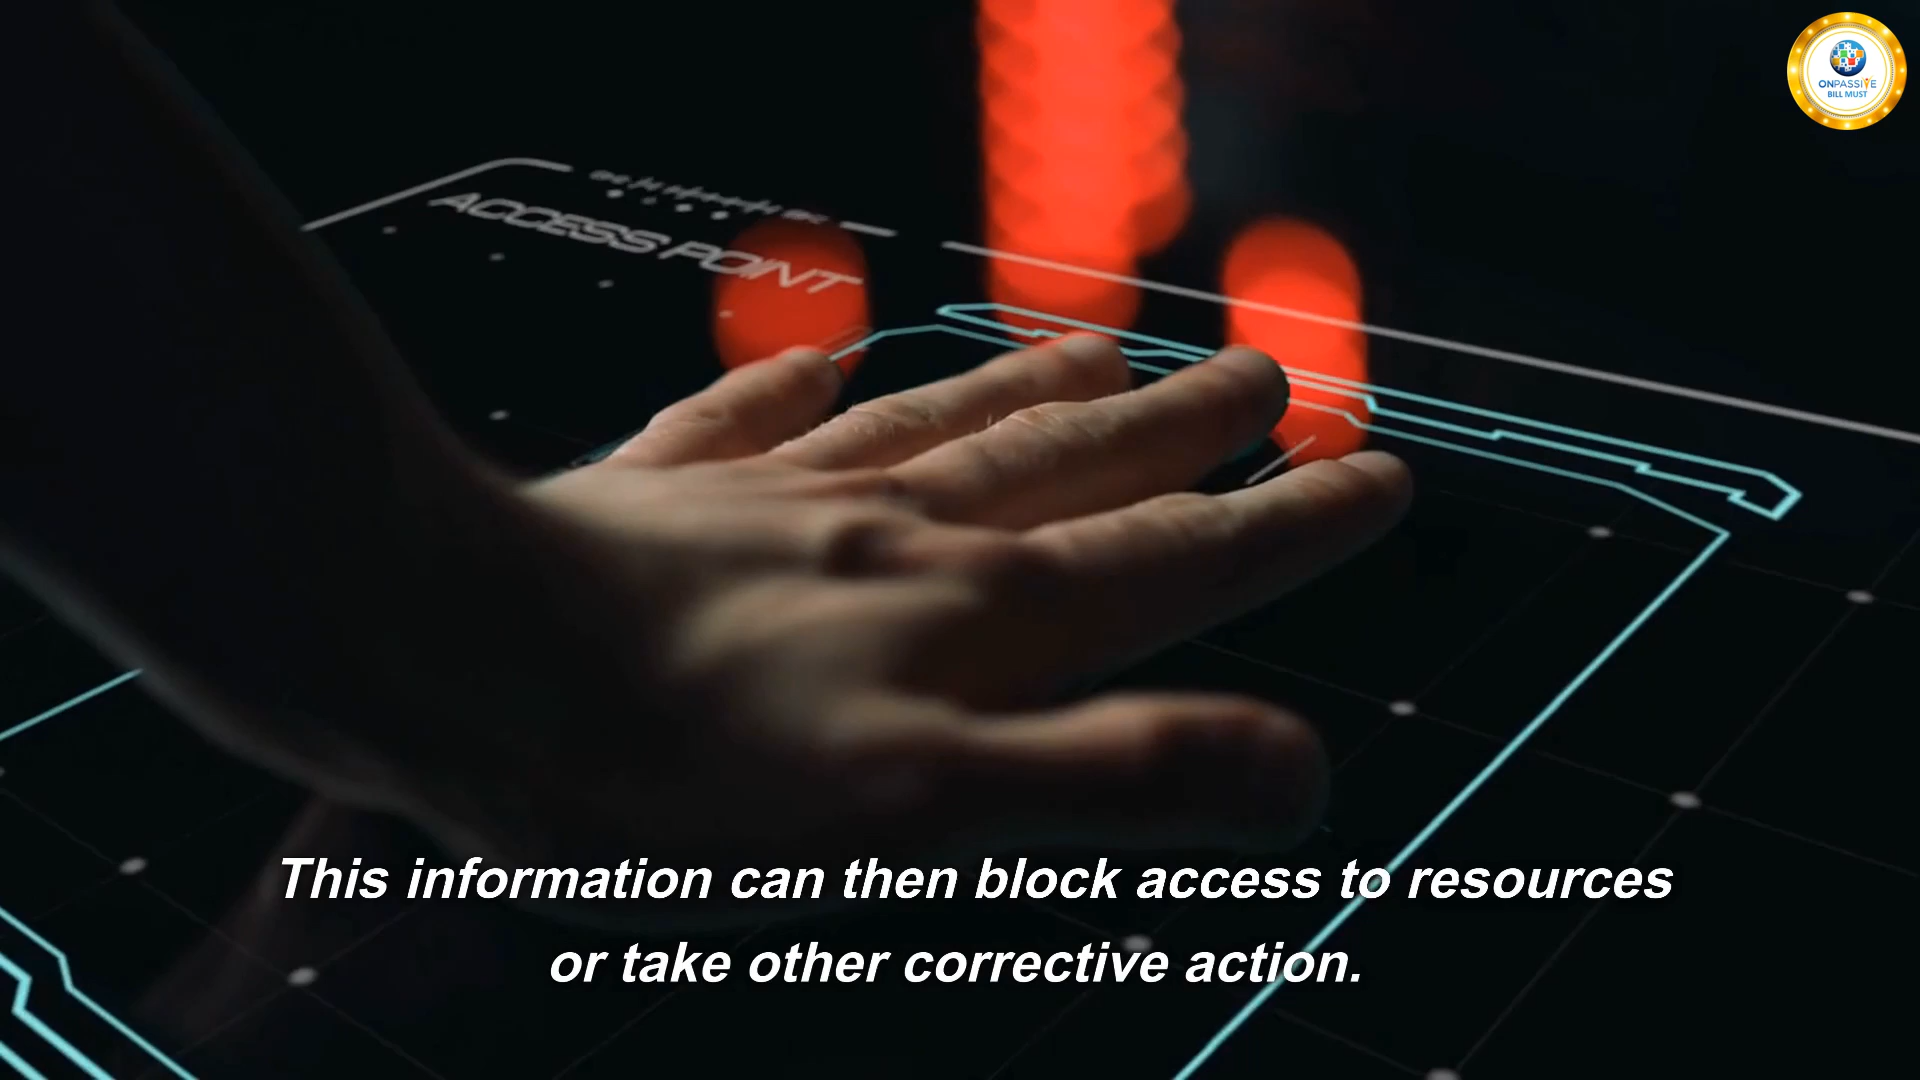 ONPASSIVE
BILL MUST
ACCESS POINT
This information can then block access to resources
or take other corrective action.